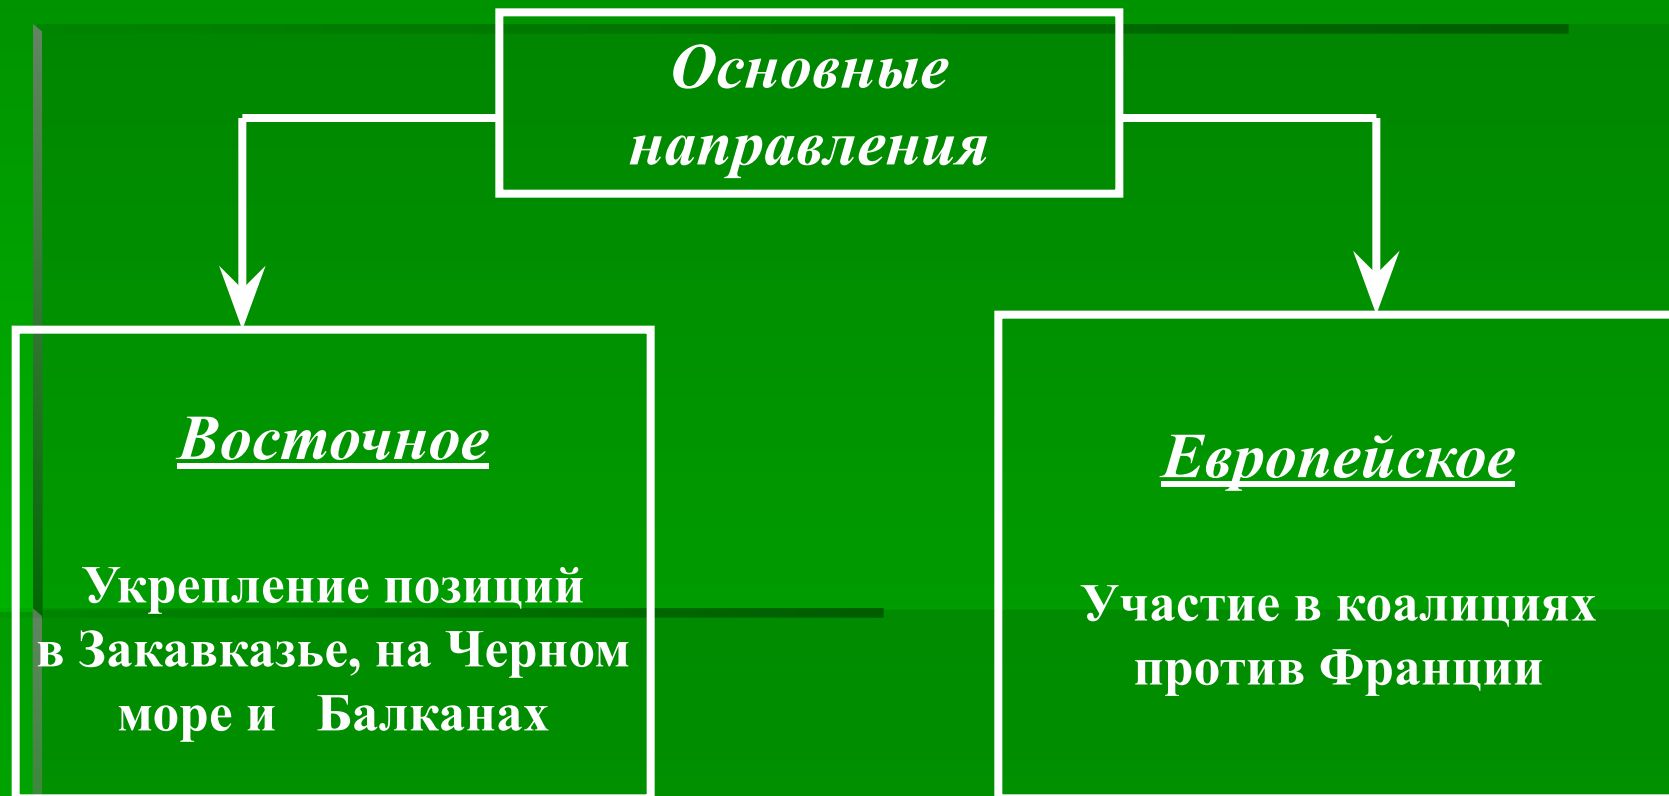 Основные
направления
Восточное
Укрепление позиций
в Закавказье, на Черном
море и Балканах
Европейское
Участие в коалициях
против Франции